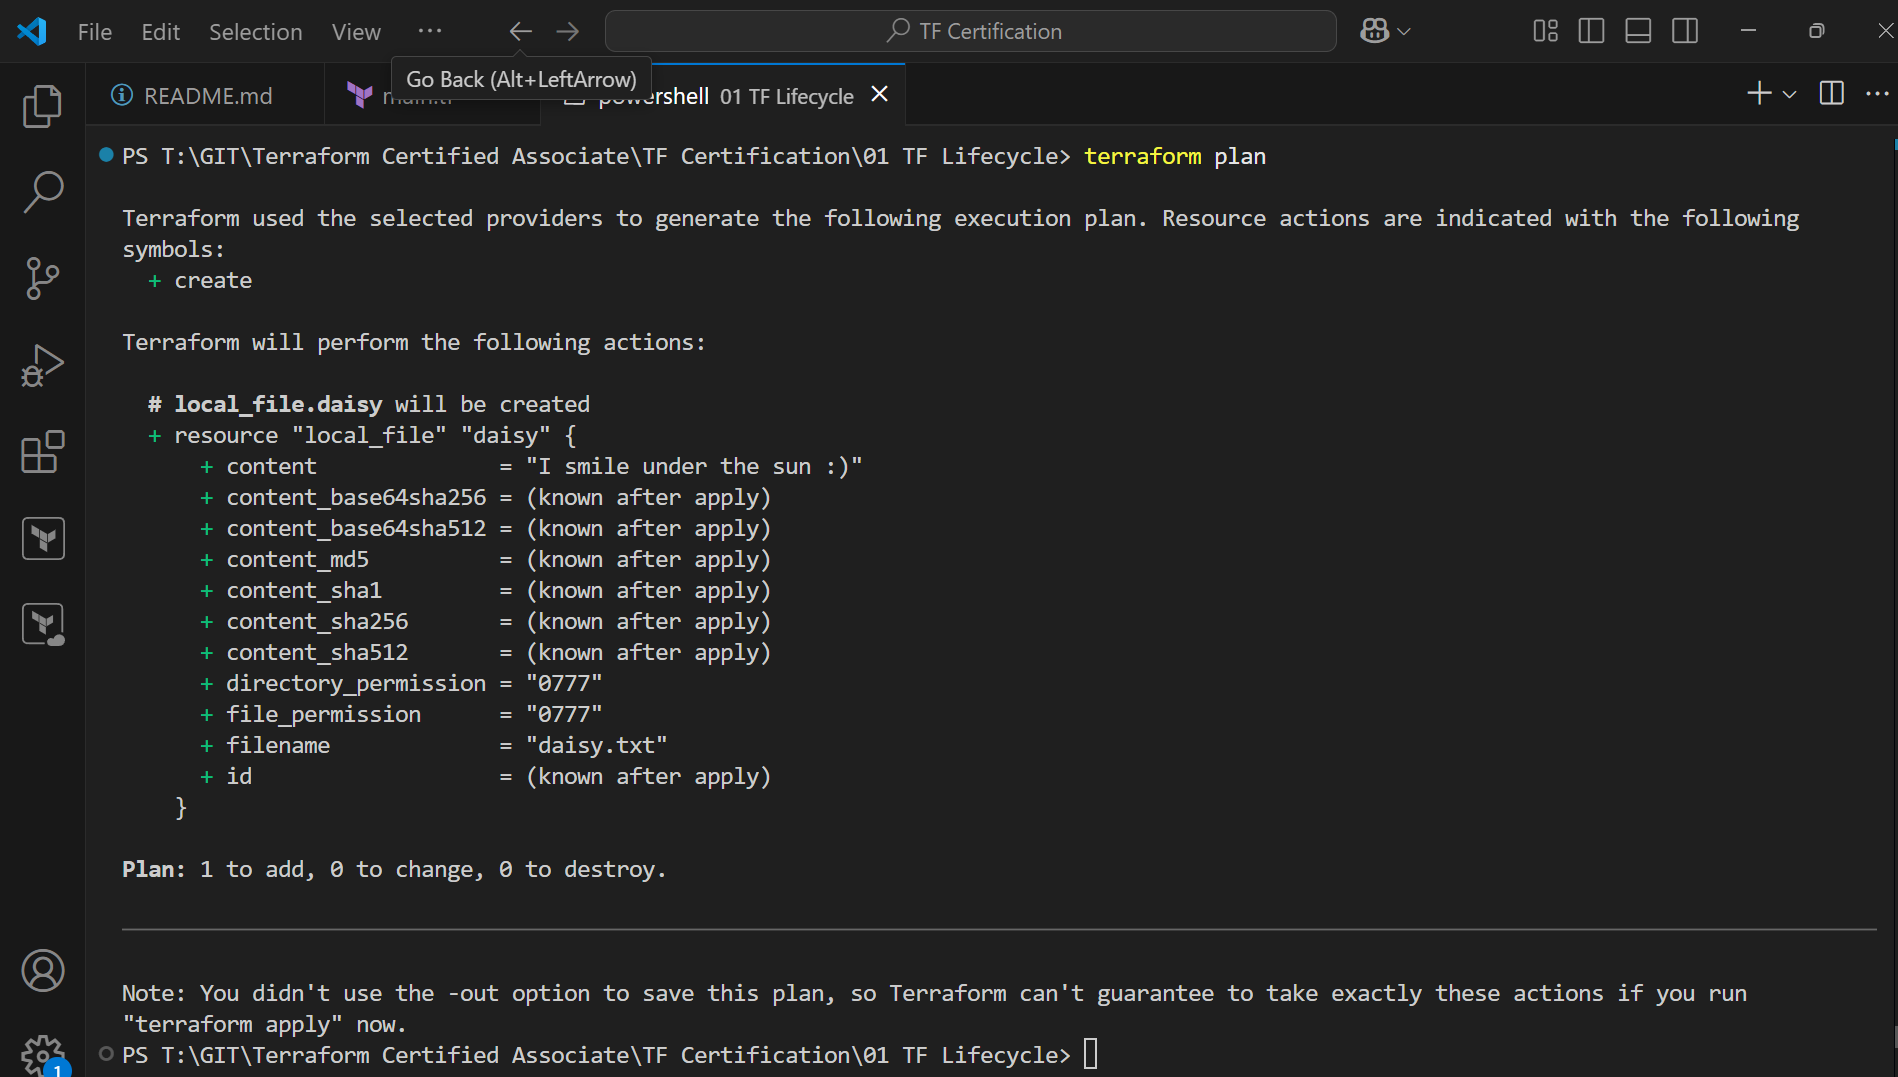 File Edit Selection View ··· TF Certification
Go Back (Alt+LeftArrow)
README.md powershell 01 TF Lifecycle
PS T:\GIT\Terraform Certified Associate\TF Certification\01 TF Lifecycle> terraform plan
Terraform used the selected providers to generate the following execution plan. Resource actions are indicated with the following
symbols:
+ create
Terraform will perform the following actions:
# local_file.daisy will be created
+ resource "local_file" "daisy" {
+ content = "I smile under the sun :)"
+ content_base64sha256 = (known after apply)
+ content_base64sha512 = (known after apply)
+ content_md5 = (known after apply)
+ content_sha1 = (known after apply)
+ content_sha256 = (known after apply)
+ content_sha512 = (known after apply)
+ directory_permission = "0777"
+ file_permission = "0777"
+ filename = "daisy.txt"
+ id = (known after apply)
}
Plan: 1 to add, 0 to change, 0 to destroy.
Note: You didn't use the -out option to save this plan, so Terraform can't guarantee to take exactly these actions if you run
"terraform apply" now.
PS T:\GIT\Terraform Certified Associate\TF Certification\01 TF Lifecycle>
1